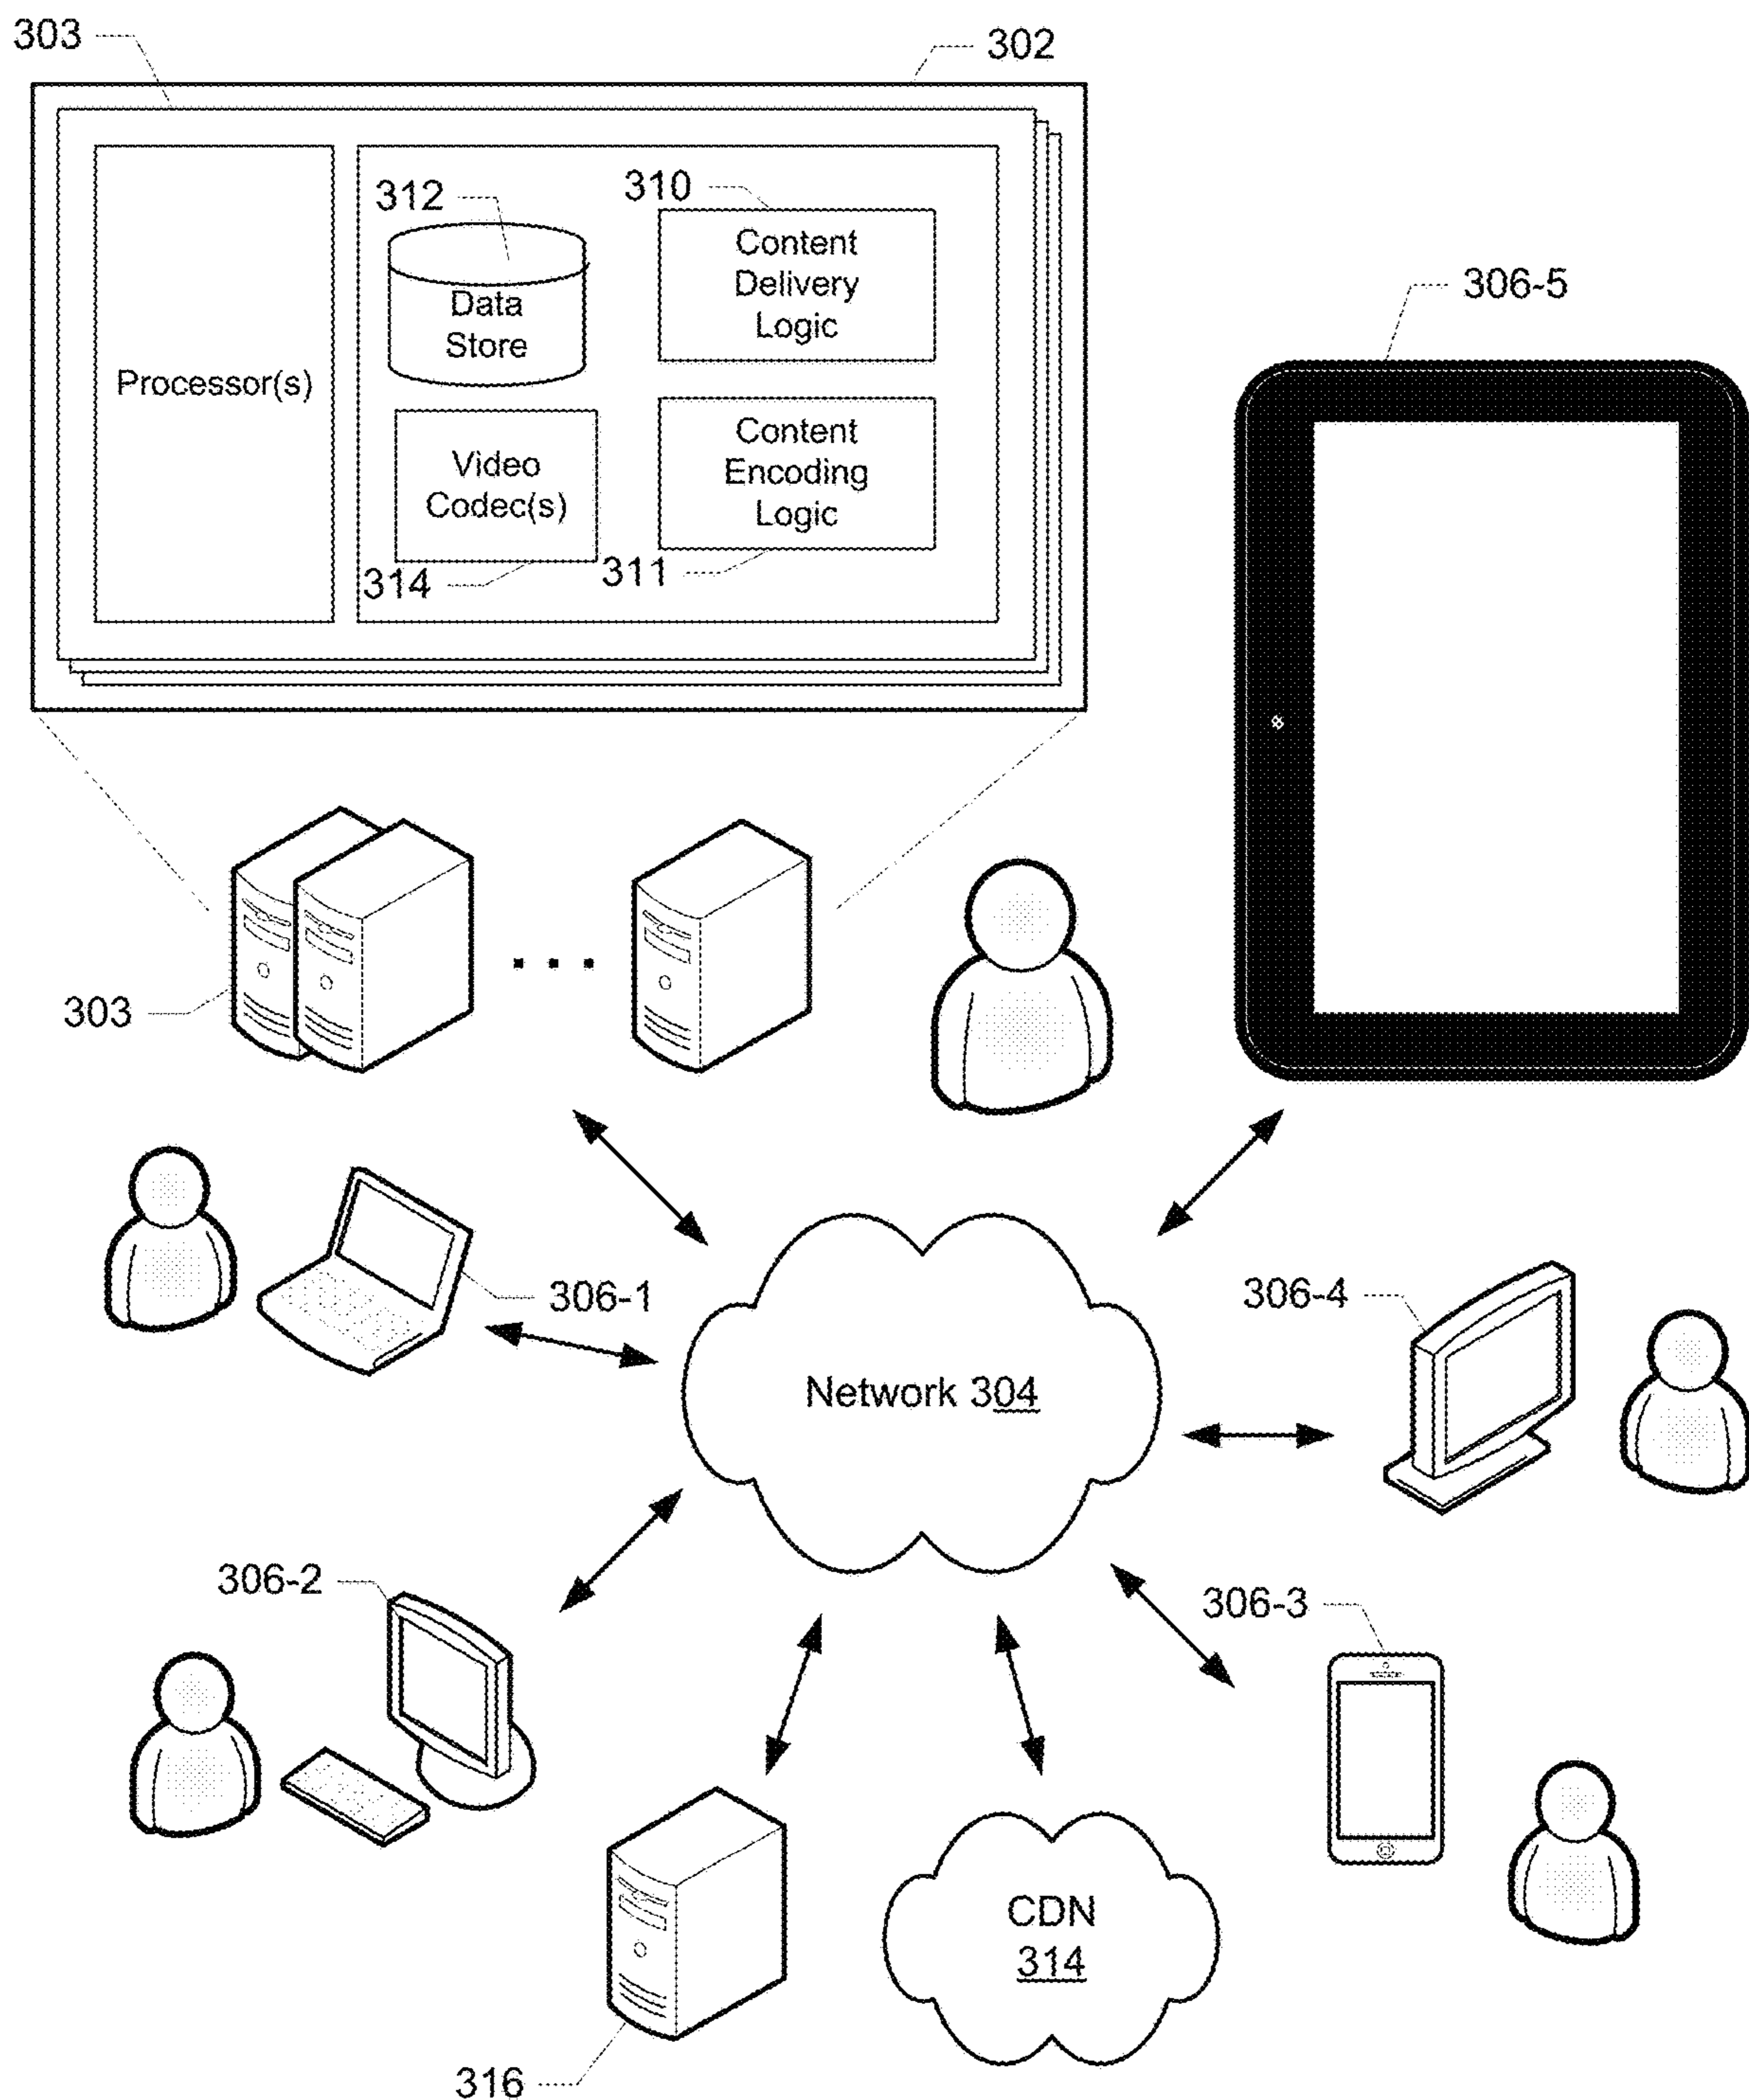 303
302
312
310
Content
Delivery
Logic
Data
Store
Processor(s)
Video
Codec(s)
Content
Encoding
Logic
314
311
306-5
303
306-1
306-4
Network 304
306-2
306-3
CDN
314
316